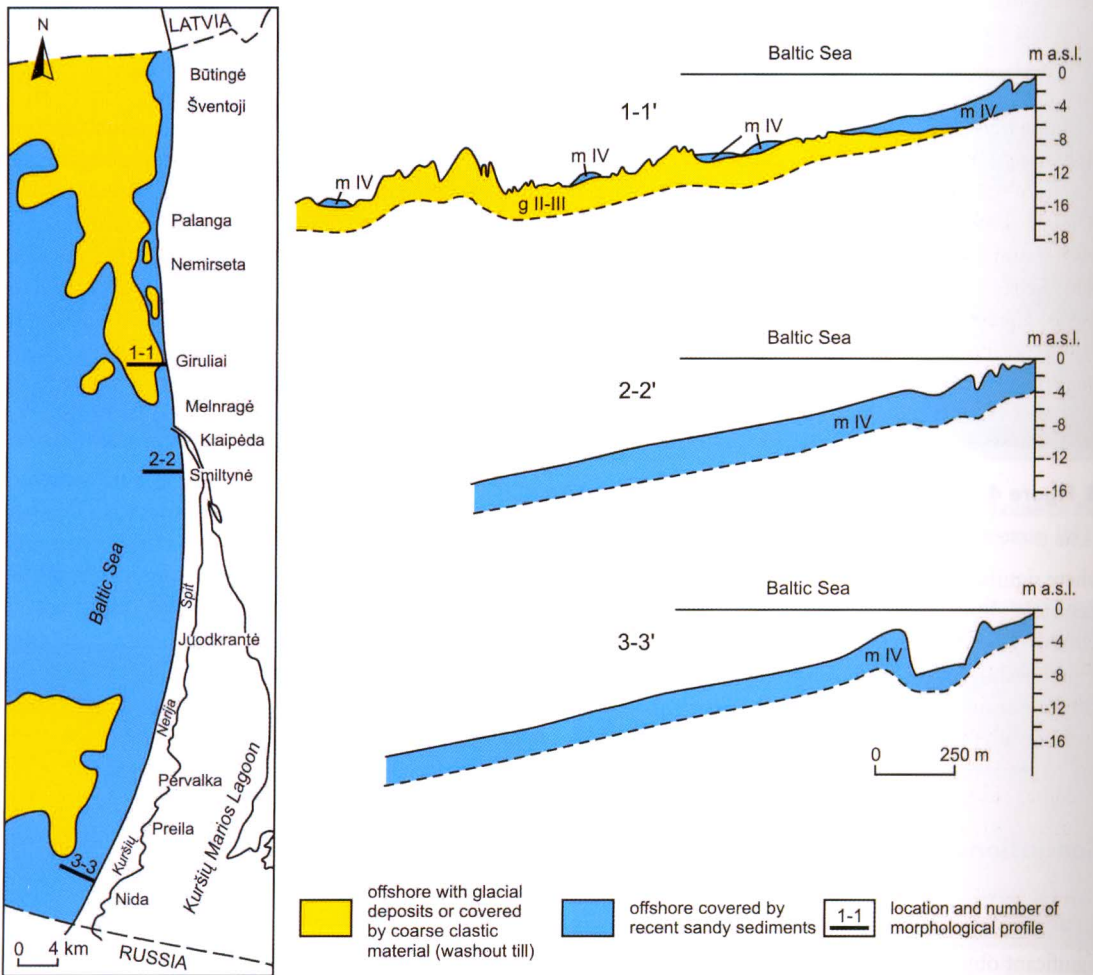 N
LATVIA
Būtingė
Šventoji
Palanga
Nemirseta
1-1
Giruliai
Melnragė
Klaipėda
2-2
Smiltynė
Baltic Sea
Spit
Juodkrantė
Nerija
Pervalka
Preila
Kuršių
Kuršių Marios Lagoon
3-3
Nida
0 4 km
RUSSIA
Baltic Sea
m a.s.l.
1-1'
m IV
m IV
m IV
m IV
g II-III
0
-4
-8
-12
-16
-18
Baltic Sea
m a.s.l.
2-2'
m IV
0
-4
-8
-12
-16
Baltic Sea
m a.s.l.
3-3'
m IV
0
-4
-8
-12
-16
0 250 m
offshore with glacial
deposits or covered
by coarse clastic
material (washout till)
offshore covered by
recent sandy sediments
1-1
location and number of
morphological profile